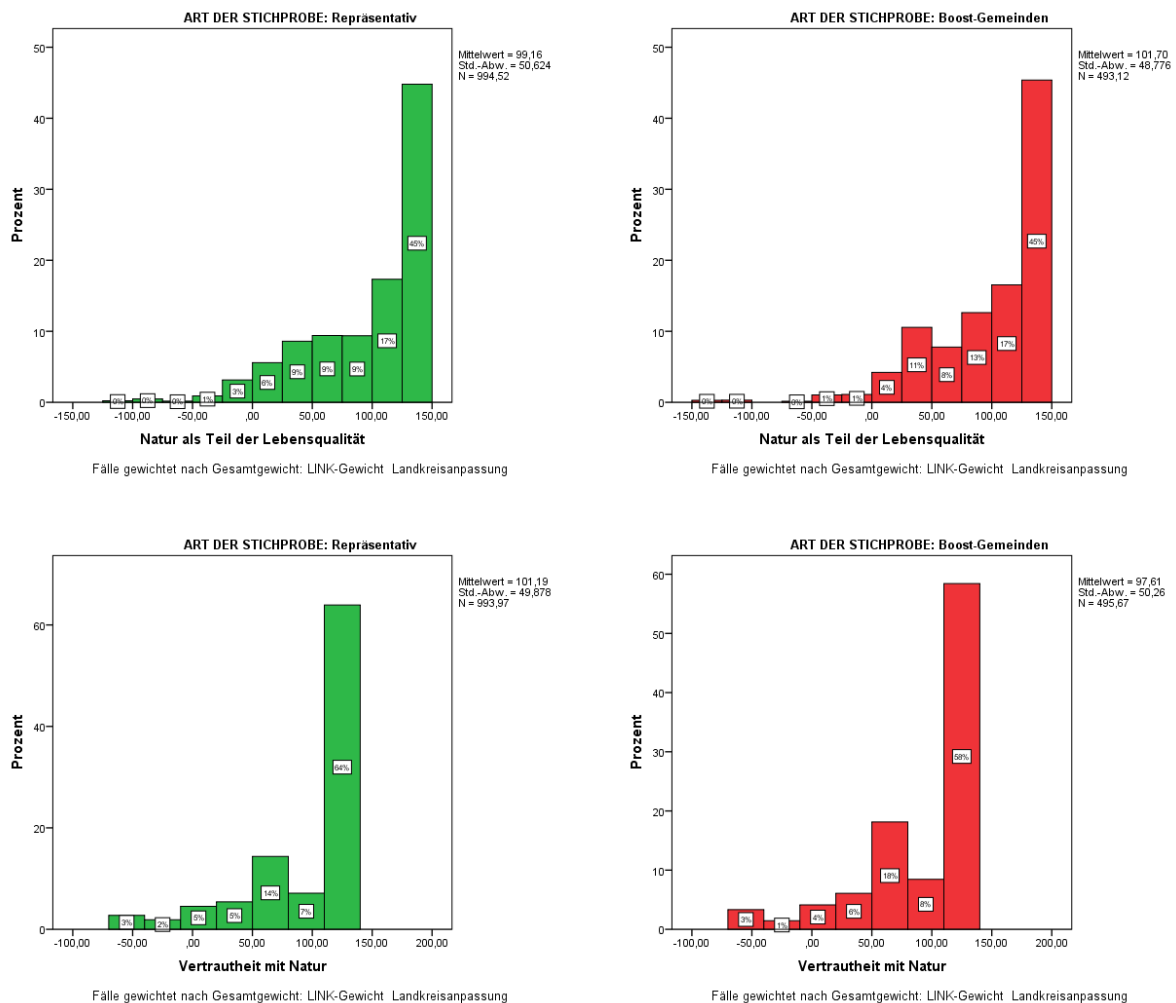 ART DER STICHPROBE: Repräsentativ
Mittelwert = 99,16
Std.-Abw. = 50,624
N = 994,52
Prozent
50
40
30
20
10
0
0%
0%
0%
1%
3%
6%
9%
9%
9%
17%
45%
-150,00 -100,00 -50,00 ,00 50,00 100,00 150,00
Natur als Teil der Lebensqualität
Fälle gewichtet nach Gesamtgewicht: LINK-Gewicht Landkreisanpassung
ART DER STICHPROBE: Boost-Gemeinden
Mittelwert = 101,70
Std.-Abw. = 48,776
N = 493,12
Prozent
50
40
30
20
10
0
0%
0%
0%
1%
1%
4%
11%
8%
13%
17%
45%
-150,00 -100,00 -50,00 ,00 50,00 100,00 150,00
Natur als Teil der Lebensqualität
Fälle gewichtet nach Gesamtgewicht: LINK-Gewicht Landkreisanpassung
ART DER STICHPROBE: Repräsentativ
Mittelwert = 101,19
Std.-Abw. = 49,878
N = 993,97
Prozent
60
40
20
0
3%
2%
5%
5%
14%
7%
64%
-100,00 -50,00 ,00 50,00 100,00 150,00 200,00
Vertrautheit mit Natur
Fälle gewichtet nach Gesamtgewicht: LINK-Gewicht Landkreisanpassung
ART DER STICHPROBE: Boost-Gemeinden
Mittelwert = 97,61
Std.-Abw. = 50,26
N = 495,67
Prozent
60
50
40
30
20
10
0
3%
1%
4%
6%
18%
8%
58%
-100,00 -50,00 ,00 50,00 100,00 150,00 200,00
Vertrautheit mit Natur
Fälle gewichtet nach Gesamtgewicht: LINK-Gewicht Landkreisanpassung